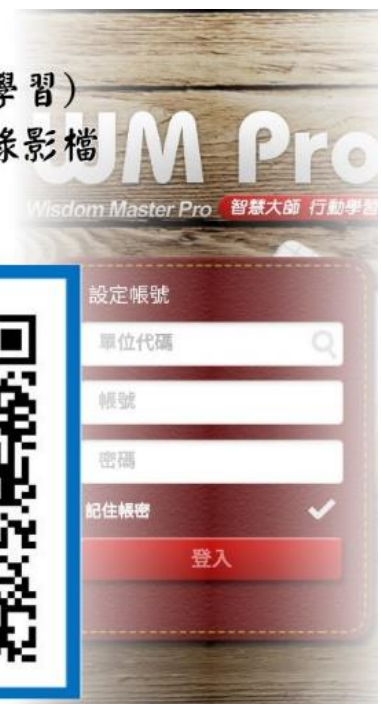 學習)
錄影檔
WM Pro
Wisdom Master Pro 智慧大師 行動學習
設定帳號
單位代碼
帳號
密碼
記住帳密
登入